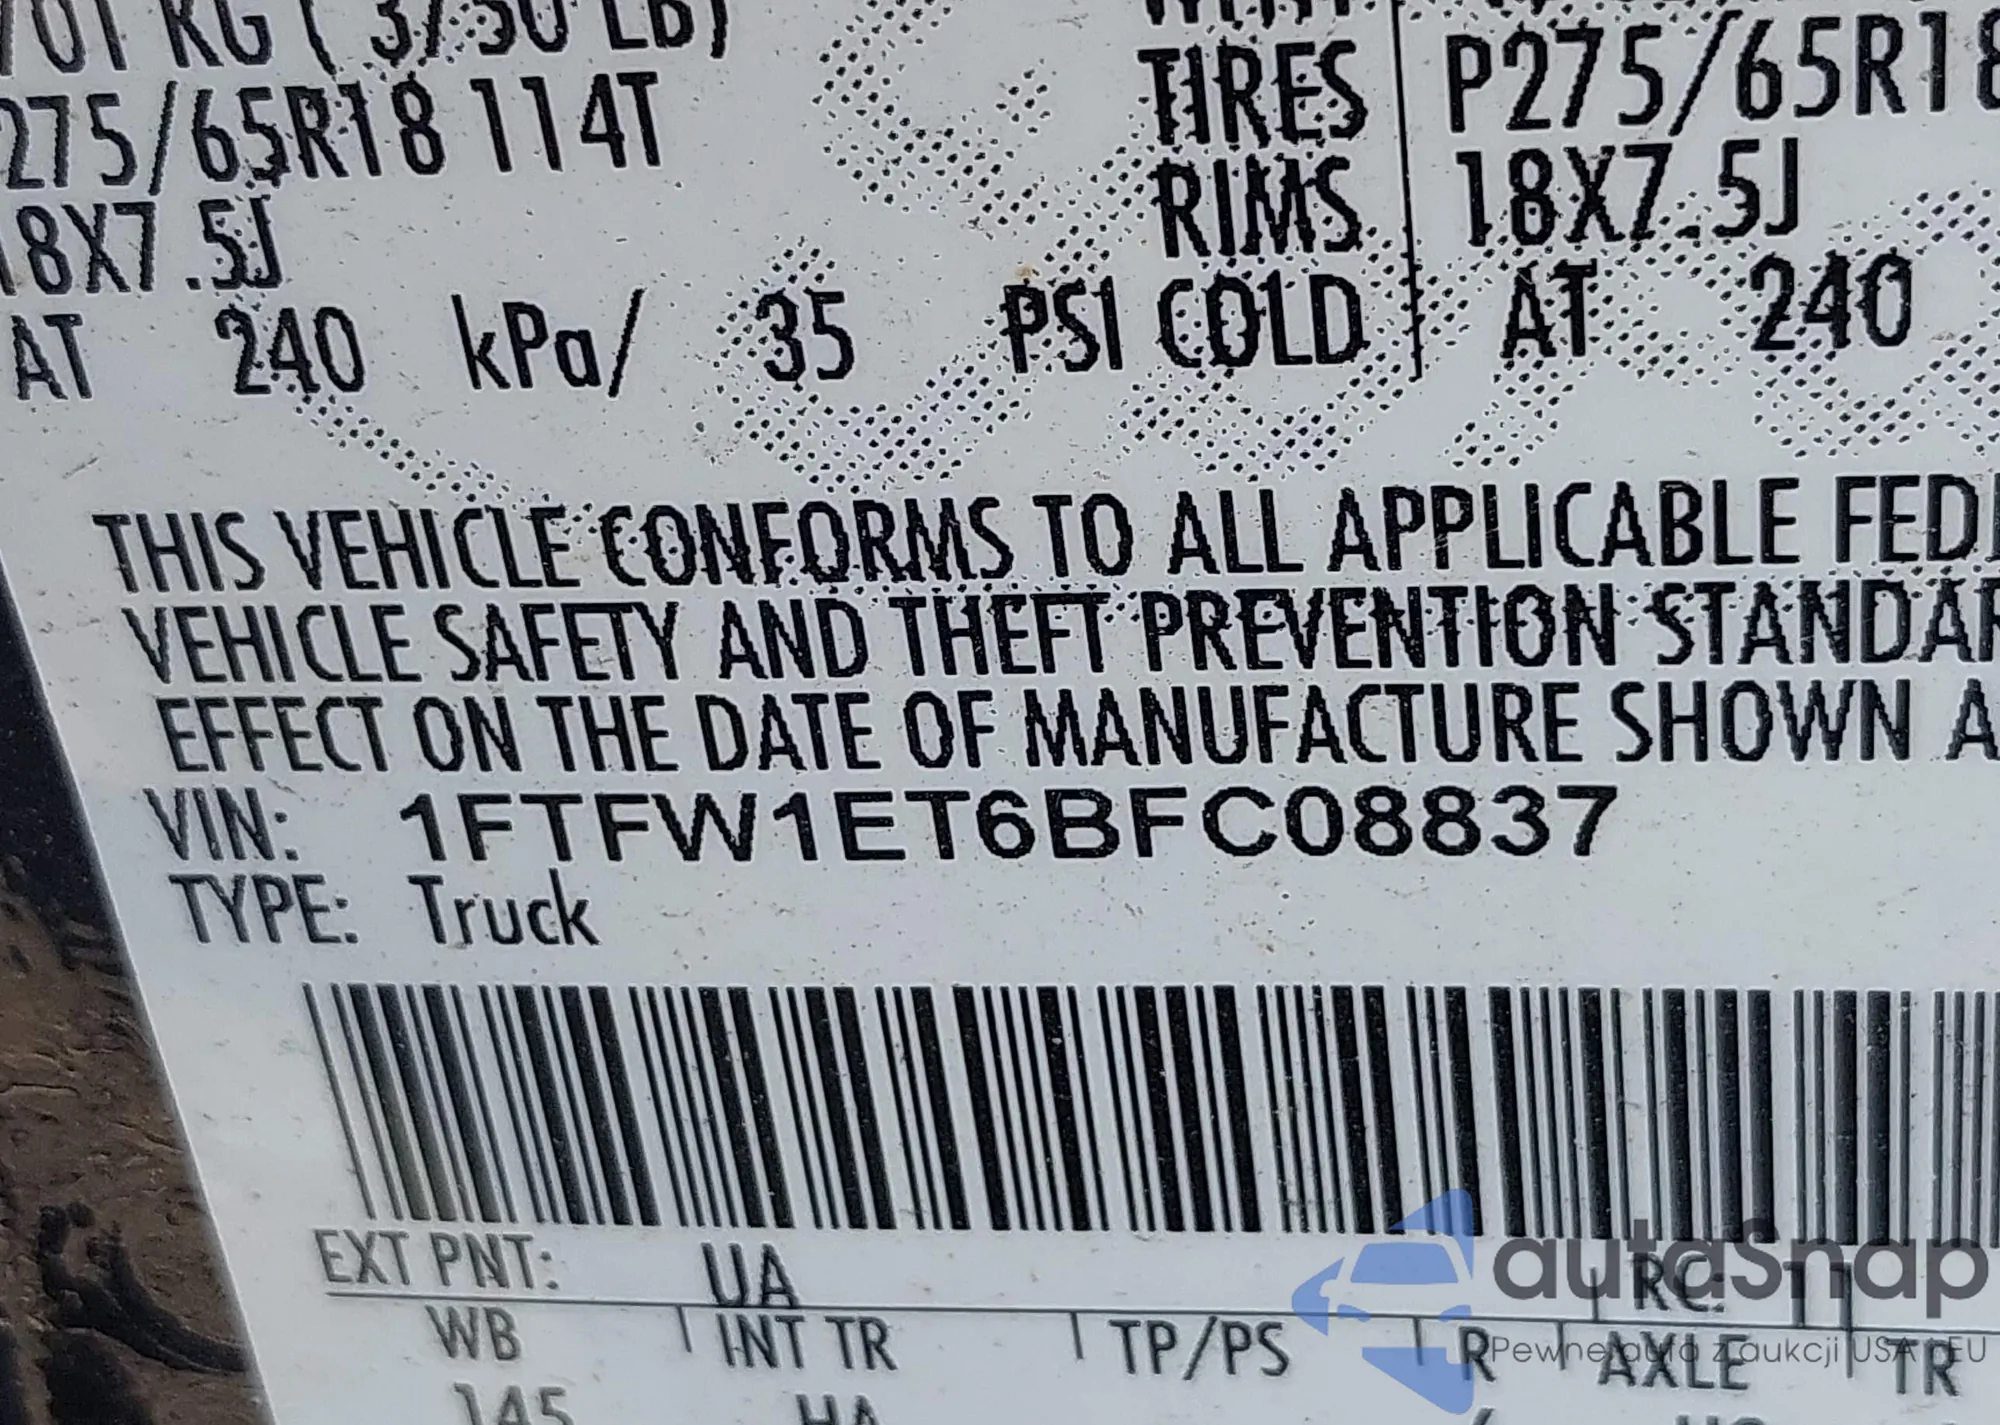 701 KG ( 3750 LB)
275/65R18 114T TIRES P275/65R18
18X7.5J RIMS 18X7.5J
AT 240 kPa/ 35 PSI COLD AT 240
THIS VEHICLE CONFORMS TO ALL APPLICABLE FED
VEHICLE SAFETY AND THEFT PREVENTION STANDAR
EFFECT ON THE DATE OF MANUFACTURE SHOWN A
VIN: 1FTFW1ET6BFC08837
TYPE: Truck
EXT PNT: UA RC: 11
WB INT TR TP/PS R AXLE TR
145 HA
autoSnap
Pewne auta z aukcji USA i EU